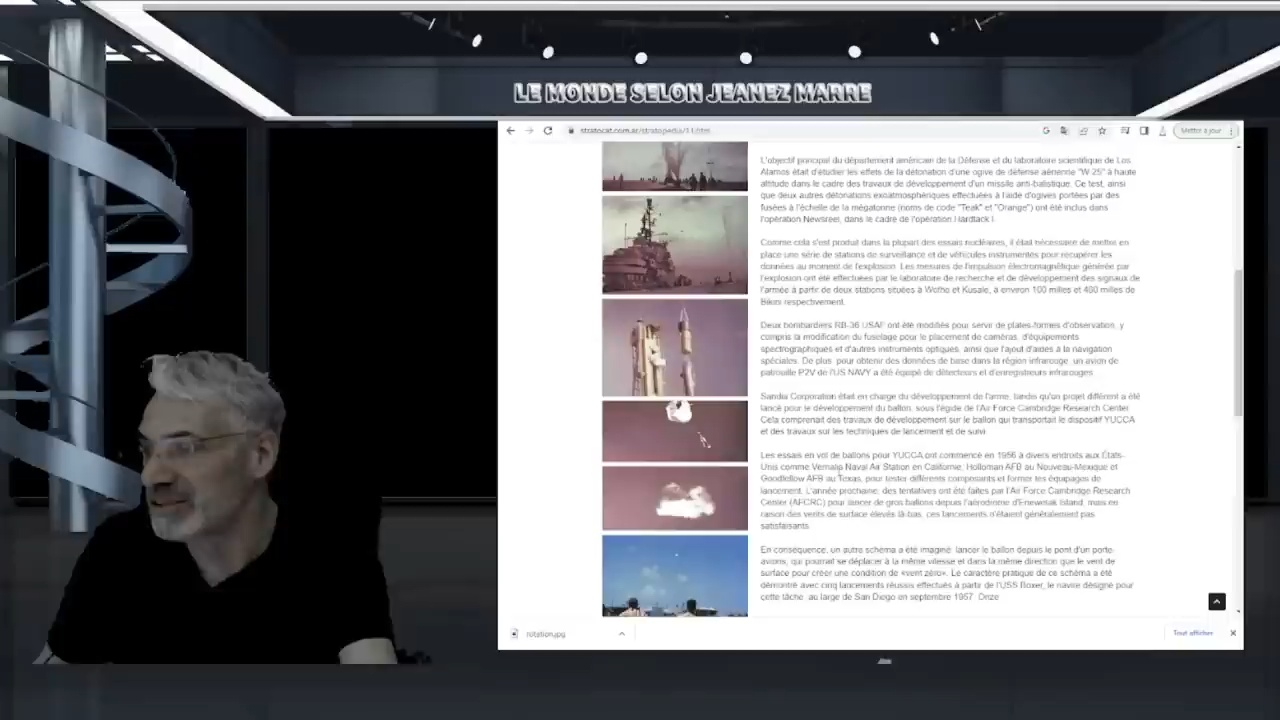 LE MONDE SELON JEANEZ MARRE
stratocat.com.ar/stratopedia/11.htm
Mettre à jour
L'objectif principal du département américain de la Défense et du laboratoire scientifique de Los
Alamos était d'étudier les effets de la détonation d'une ogive de défense aérienne "W 25" à haute
altitude dans le cadre des travaux de développement d'un missile anti-balistique. Ce test, ainsi
que deux autres détonations exoatmosphériques effectuées à l'aide d'ogives portées par des
fusées à l'échelle de la mégatonne (noms de code "Teak" et "Orange") ont été inclus dans
l'opération Newsreel, dans le cadre de l'opération Hardtack I.
Comme cela s'est produit dans la plupart des essais nucléaires, il était nécessaire de mettre en
place une série de stations de surveillance et de véhicules instrumentés pour récupérer les
données au moment de l'explosion. Les mesures de l'impulsion électromagnétique générée par
l'explosion ont été effectuées par le laboratoire de recherche et de développement des signaux de
l'armée à partir de deux stations situées à Wotho et Kusaie, à environ 100 milles et 480 milles de
Bikini respectivement.
Deux bombardiers RB-36 USAF ont été modifiés pour servir de plates-formes d'observation, y
compris la modification du fuselage pour le placement de caméras, d'équipements
spectrographiques et d'autres instruments optiques, ainsi que l'ajout d'aides à la navigation
spéciales. De plus, pour obtenir des données de base dans la région infrarouge, un avion de
patrouille P2V de l'US NAVY a été équipé de détecteurs et d'enregistreurs infrarouges.
Sandia Corporation était en charge du développement de l'arme, tandis qu'un projet différent a été
lancé pour le développement du ballon, sous l'égide de l'Air Force Cambridge Research Center.
Cela comprenait des travaux de développement sur le ballon qui transportait le dispositif YUCCA
et des travaux sur les techniques de lancement et de suivi.
Les essais en vol de ballons pour YUCCA ont commencé en 1956 à divers endroits aux États-
Unis comme Vernalis Naval Air Station en Californie, Holloman AFB au Nouveau-Mexique et
Goodfellow AFB au Texas, pour tester différents composants et former les équipages de
lancement. L'année prochaine, des tentatives ont été faites par l'Air Force Cambridge Research
Center (AFCRC) pour lancer de gros ballons depuis l'aérodrome d'Eniwetak Island, mais en
raison des vents de surface élevés là-bas, ces lancements n'étaient généralement pas
satisfaisants.
En conséquence, un autre schéma a été imaginé: lancer le ballon depuis le pont d'un porte-
avions, qui pourrait se déplacer à la même vitesse et dans la même direction que le vent de
surface pour créer une condition de «vent zéro». Le caractère pratique de ce schéma a été
démontré avec cinq lancements réussis effectués à partir de l'USS Boxer, le navire désigné pour
cette tâche, au large de San Diego en septembre 1957. Onze
rotation.jpg
Tout afficher